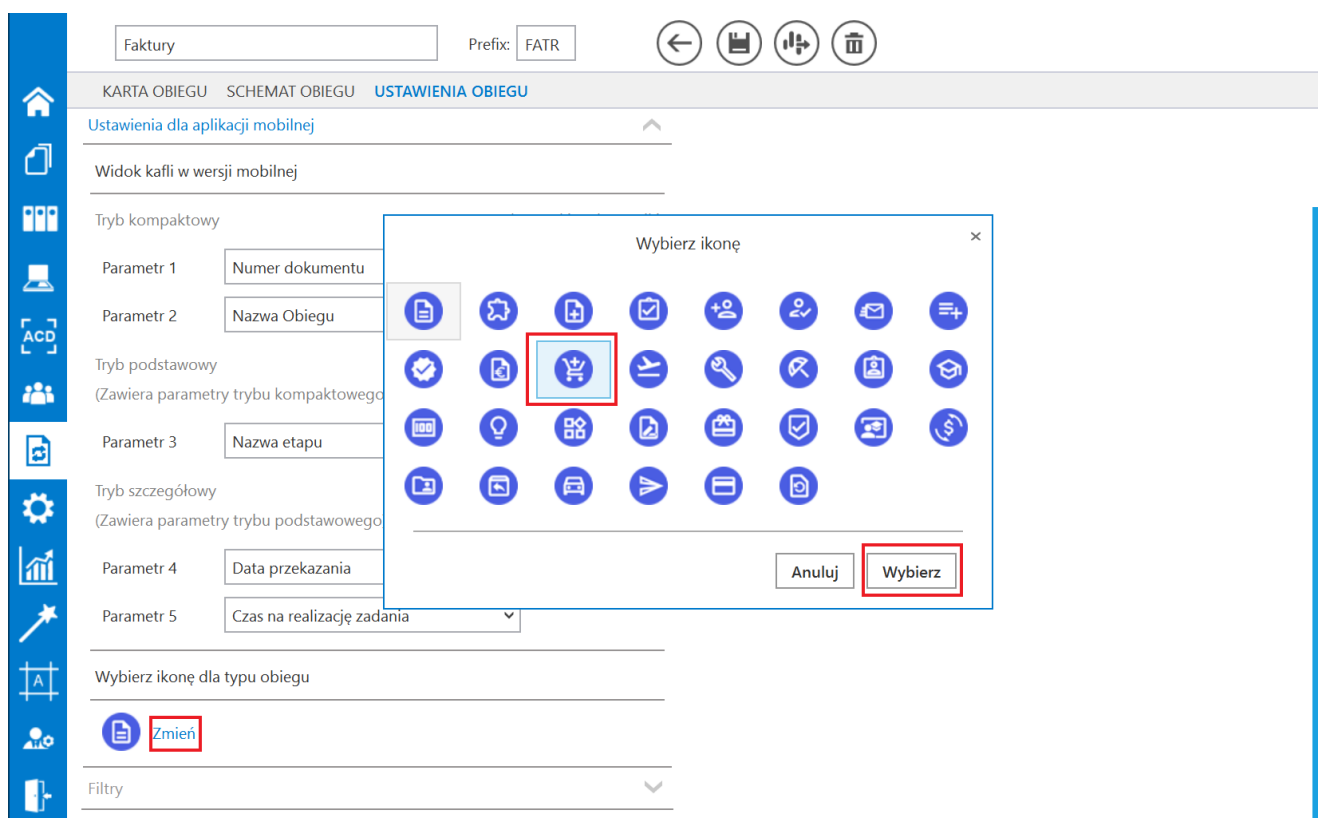 Faktury
Prefix: FATR
KARTA OBIEGU SCHEMAT OBIEGU USTAWIENIA OBIEGU
Ustawienia dla aplikacji mobilnej
Widok kafli w wersji mobilnej
Tryb kompaktowy
Wybierz ikonę
×
Parametr 1 Numer dokumentu
Parametr 2 Nazwa Obiegu
ACD
Tryb podstawowy
(Zawiera parametry trybu kompaktowego
Parametr 3 Nazwa etapu
100
Tryb szczegółowy
(Zawiera parametry trybu podstawowego
Parametr 4 Data przekazania
Anuluj Wybierz
Parametr 5 Czas na realizację zadania
Wybierz ikonę dla typu obiegu
A
Zmień
Filtry